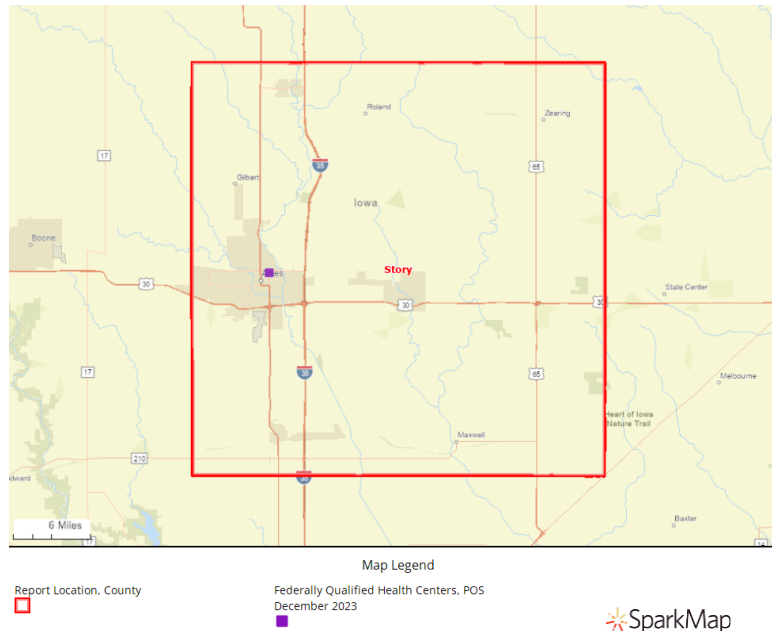 Roland
Zearing
17
35
65
Gilbert
Iowa
Boone
Story
30
State Center
30
30
17
35
65
Melbourne
Heart of Iowa
Nature Trail
Maxwell
210
35
6 Miles
17
Baxter
14
Map Legend
Report Location, County
Federally Qualified Health Centers, POS
December 2023
SparkMap